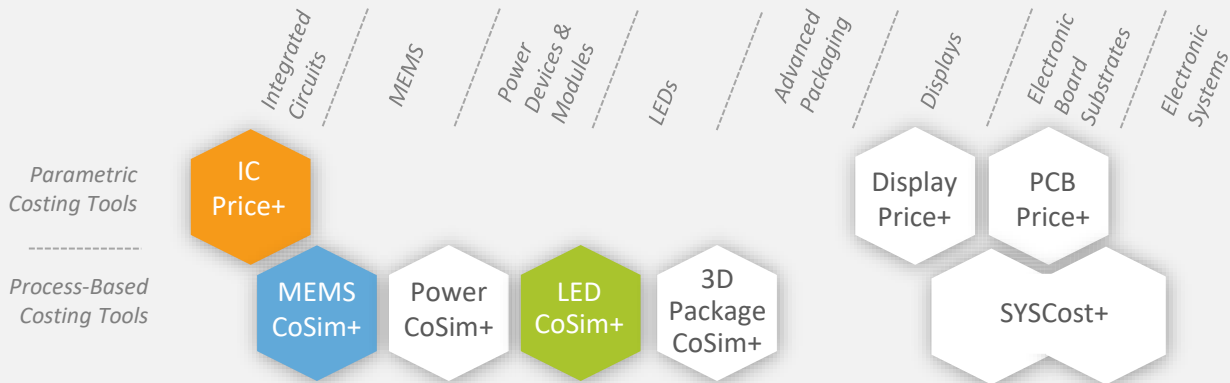 Integrated
Circuits
MEMS
Power
Devices &
Modules
LEDs
Advanced
Packaging
Displays
Electronic
Board
Substrates
Electronic
Systems
Parametric
Costing Tools
IC
Price+
Display
Price+
PCB
Price+
Process-Based
Costing Tools
MEMS
CoSim+
Power
CoSim+
LED
CoSim+
3D
Package
CoSim+
SYSCost+